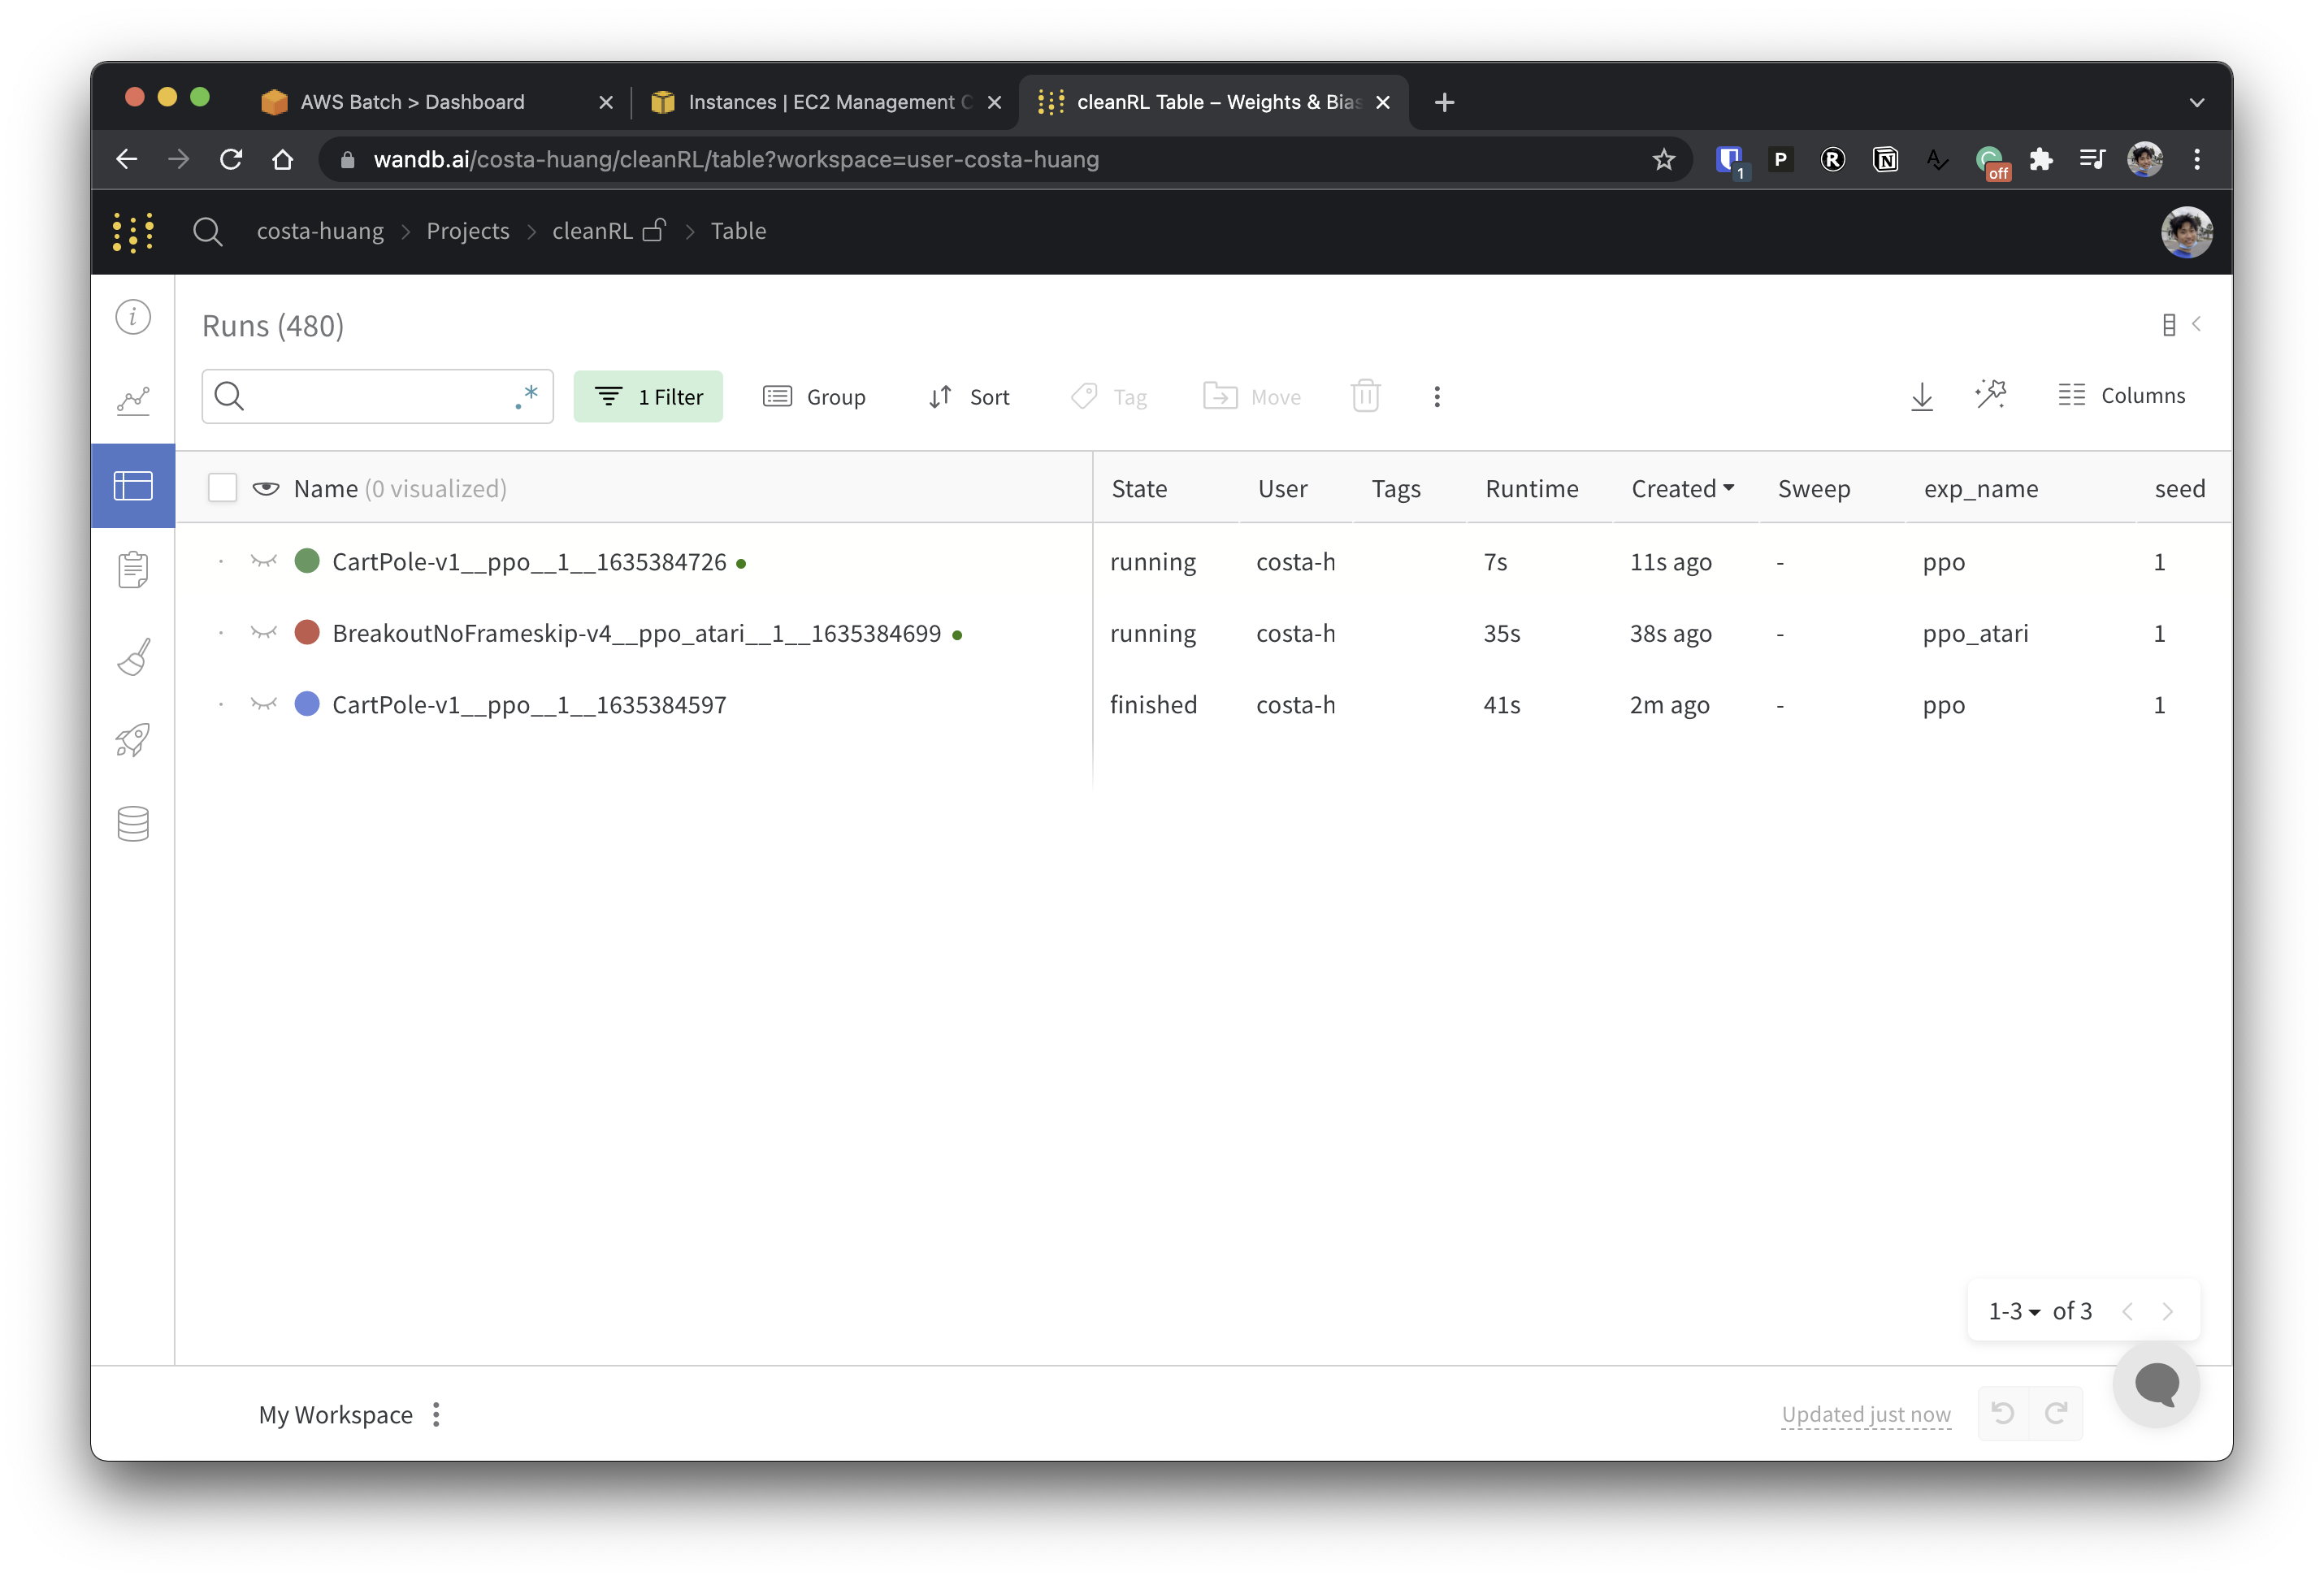 AWS Batch > Dashboard
Instances | EC2 Management C
cleanRL Table – Weights & Bias
wandb.ai/costa-huang/cleanRL/table?workspace=user-costa-huang
1
P
R
N
A
off
costa-huang > Projects > cleanRL > Table
Runs (480)
.*
1 Filter
Group
Sort
Tag
Move
Columns
Name (0 visualized) State User Tags Runtime Created Sweep exp_name seed
CartPole-v1__ppo__1__1635384726 running costa-h 7s 11s ago - ppo 1
BreakoutNoFrameskip-v4__ppo_atari__1__1635384699 running costa-h 35s 38s ago - ppo_atari 1
CartPole-v1__ppo__1__1635384597 finished costa-h 41s 2m ago - ppo 1
1-3 of 3
My Workspace
Updated just now